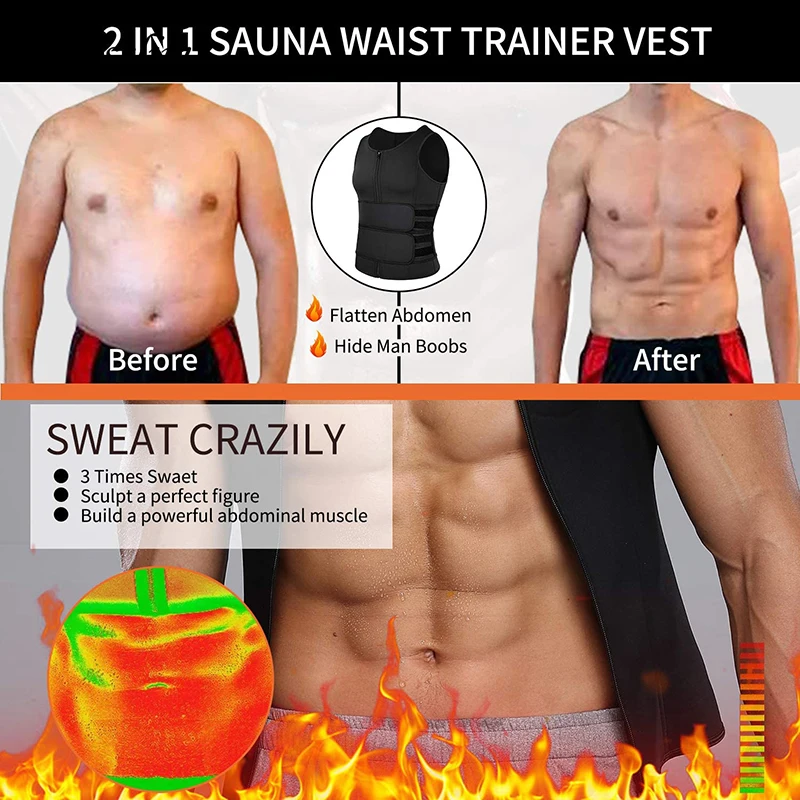 2 IN 1 SAUNA WAIST TRAINER VEST
Flatten Abdomen
Hide Man Boobs
Before
After
SWEAT CRAZILY
3 Times Swaet
Sculpt a perfect figure
Build a powerful abdominal muscle